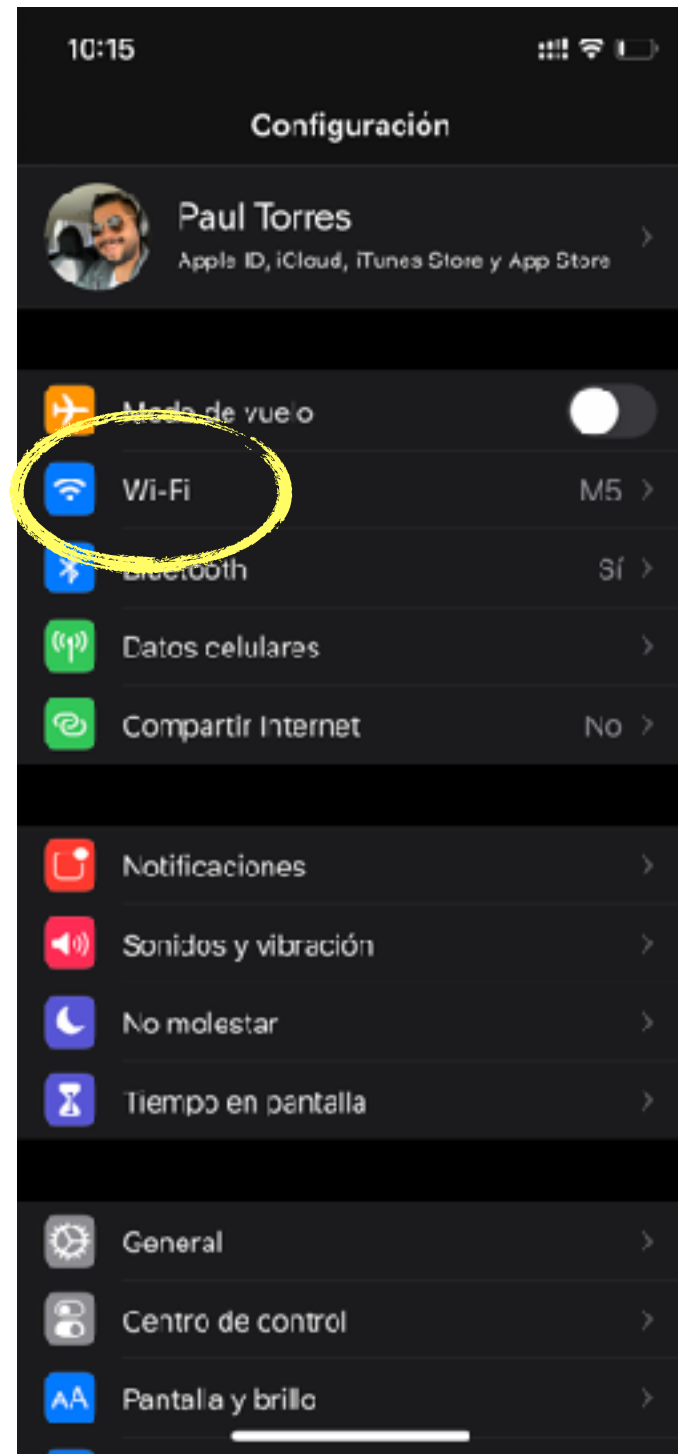 10:15
Configuración
Paul Torres
Apple ID, iCloud, iTunes Store y App Store
Modo de vuelo
Wi-Fi M5
Bluetooth Sí
Datos celulares
Compartir Internet No
Notificaciones
Sonidos y vibración
No molestar
Tiempo en pantalla
General
Centro de control
AA Pantalla y brillo